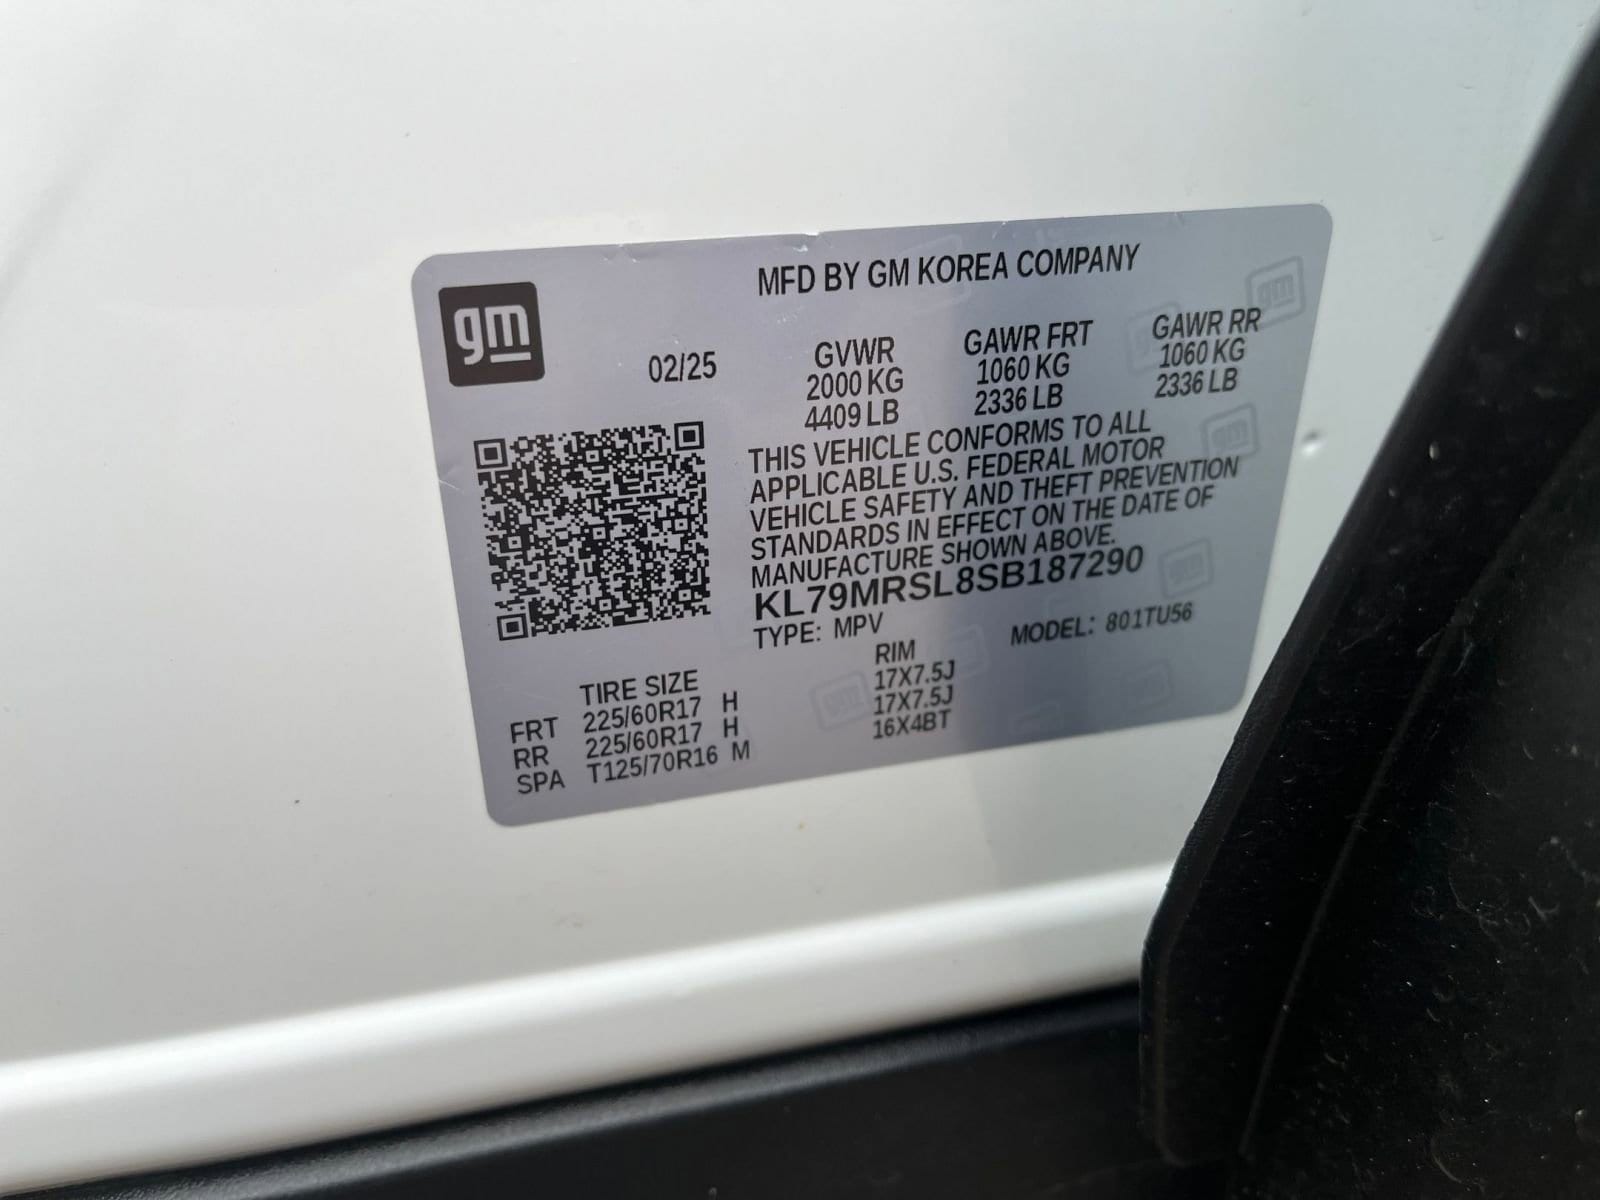 gm
MFD BY GM KOREA COMPANY
02/25
GVWR
2000 KG
4409 LB
GAWR FRT
1060 KG
2336 LB
GAWR RR
1060 KG
2336 LB
THIS VEHICLE CONFORMS TO ALL
APPLICABLE U.S. FEDERAL MOTOR
VEHICLE SAFETY AND THEFT PREVENTION
STANDARDS IN EFFECT ON THE DATE OF
MANUFACTURE SHOWN ABOVE.
KL79MRSL8SB187290
TYPE: MPV MODEL: 801TU56
TIRE SIZE RIM
FRT 225/60R17 H 17X7.5J
RR 225/60R17 H 17X7.5J
SPA T125/70R16 M 16X4BT